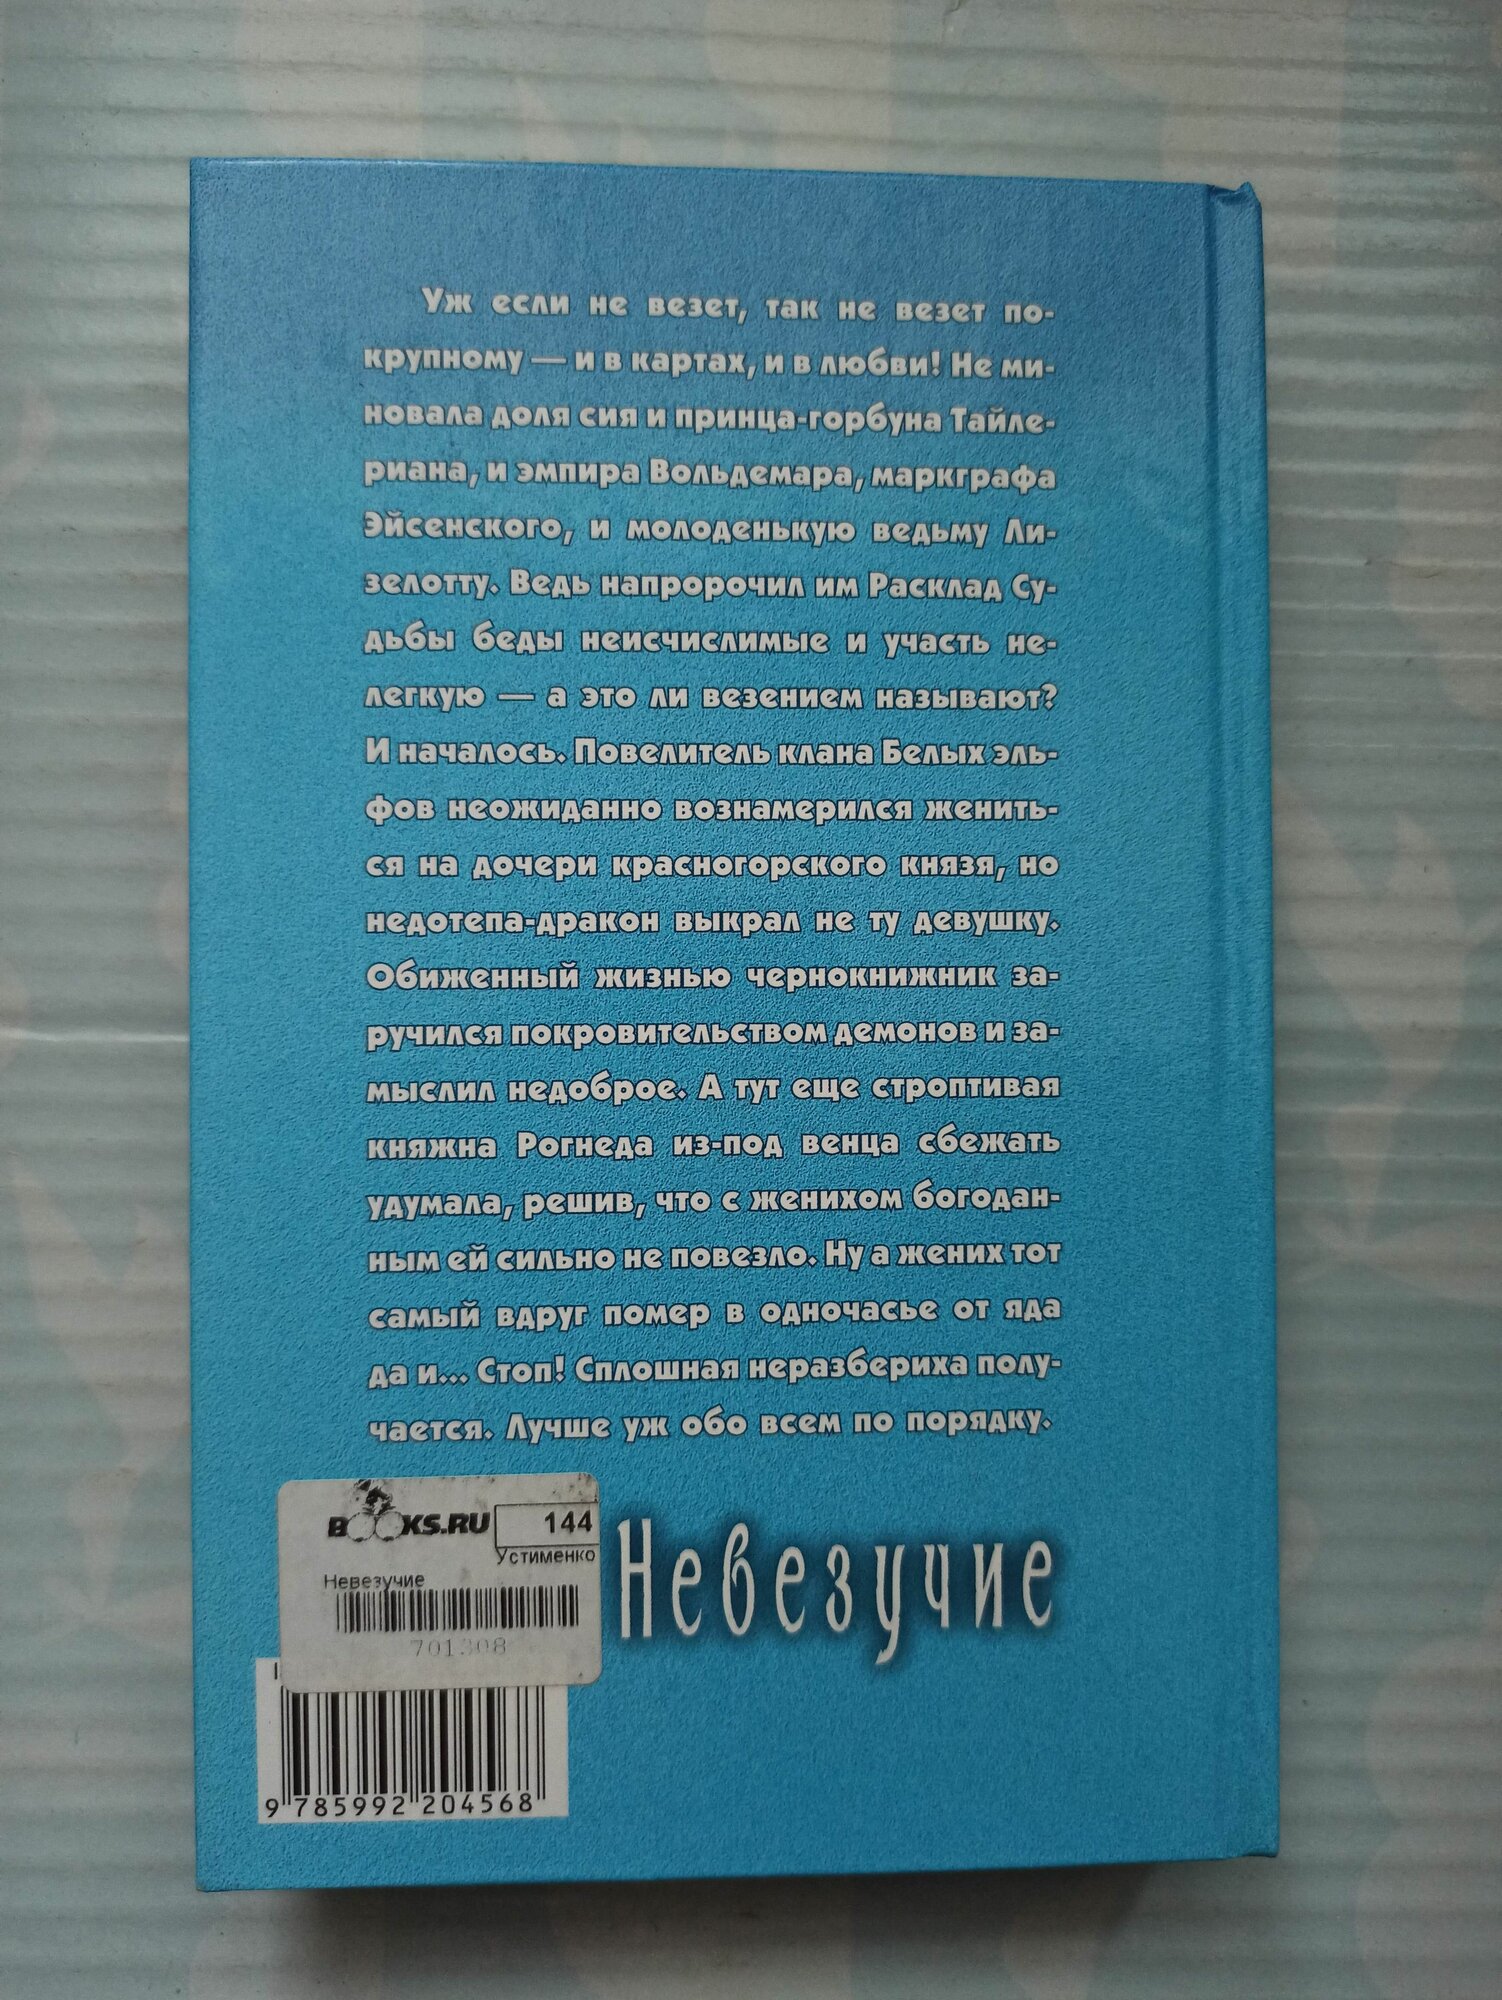 Уж если не везет, так не везет по-
крупному — и в картах, и в любви! Не ми-
новала доля сия и принца-горбуна Тайле-
риана, и эмпира Вольдемара, маркграфа
Эйсенского, и молоденькую ведьму Ли-
зелотту. Ведь напророчил им Расклад Су-
дьбы беды неисчислимые и участь не-
легкую — а это ли везением называют?
И началось. Повелитель клана Белых эль-
фов неожиданно вознамерился женить-
ся на дочери красногорского князя, но
недотепа-дракон выкрал не ту девушку.
Обиженный жизнью чернокнижник за-
ручился покровительством демонов и за-
мыслил недоброе. А тут еще строптивая
княжна Рогнеда из-под венца сбежать
удумала, решив, что с женихом богодан-
ным ей сильно не повезло. Ну а жених тот
самый вдруг помер в одночасье от яда
да и... Стоп! Сплошная неразбериха полу-
чается. Лучше уж обо всем по порядку.
BOOKS.RU 144
Устименко
Невезучие
701308
Невезучие
9 785992 204568